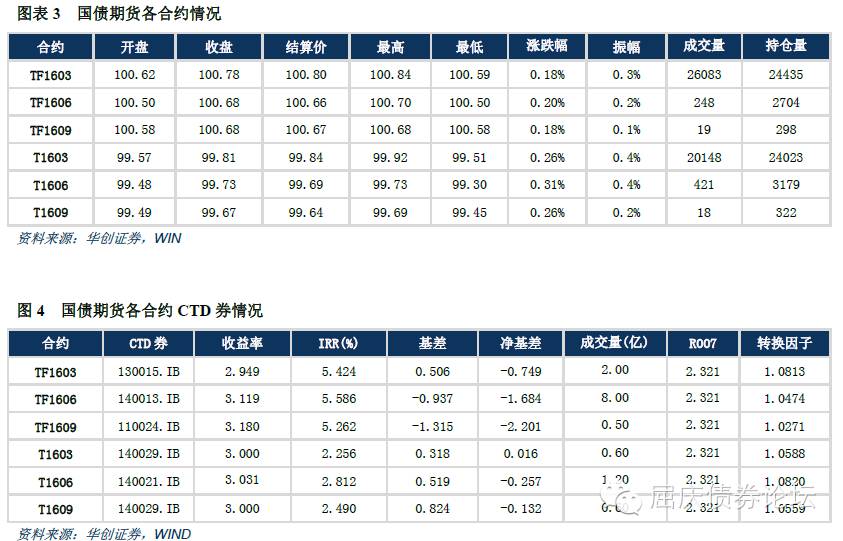 图表 3 国债期货各合约情况
合约 开盘 收盘 结算价 最高 最低 涨跌幅 振幅 成交量 持仓量
TF1603 100.62 100.78 100.80 100.84 100.59 0.18% 0.3% 26083 24435
TF1606 100.50 100.68 100.66 100.70 100.50 0.20% 0.2% 248 2704
TF1609 100.58 100.68 100.67 100.68 100.58 0.18% 0.1% 19 298
T1603 99.57 99.81 99.84 99.92 99.51 0.26% 0.4% 20148 24023
T1606 99.48 99.73 99.69 99.73 99.30 0.31% 0.4% 421 3179
T1609 99.49 99.67 99.64 99.69 99.45 0.26% 0.2% 18 322
资料来源：华创证券，WIN
图 4 国债期货各合约 CTD 券情况
合约 CTD 券 收益率 IRR(%) 基差 净基差 成交量(亿) R007 转换因子
TF1603 130015.IB 2.949 5.424 0.506 -0.749 2.00 2.321 1.0813
TF1606 140013.IB 3.119 5.586 -0.937 -1.684 8.00 2.321 1.0474
TF1609 110024.IB 3.180 5.262 -1.315 -2.201 0.50 2.321 1.0271
T1603 140029.IB 3.000 2.256 0.318 0.016 0.60 2.321 1.0588
T1606 140021.IB 3.031 2.812 0.519 -0.257 1.20 2.321 1.0820
T1609 140029.IB 3.000 2.490 0.824 -0.132 2.321 1.0559
屈庆债券论坛
资料来源：华创证券，WIND